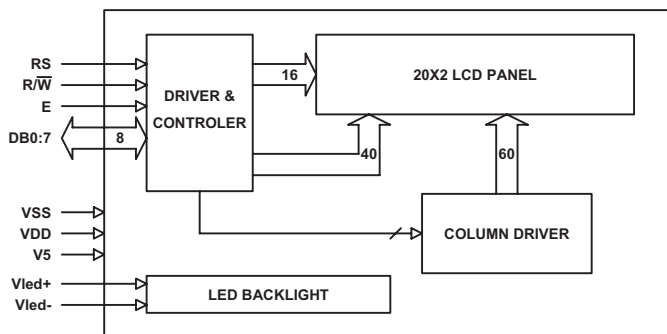 RS
R/W̅
E
DB0:7
8
DRIVER &
CONTROLER
16
20X2 LCD PANEL
40
60
VSS
VDD
V5
COLUMN DRIVER
Vled+
Vled-
LED BACKLIGHT